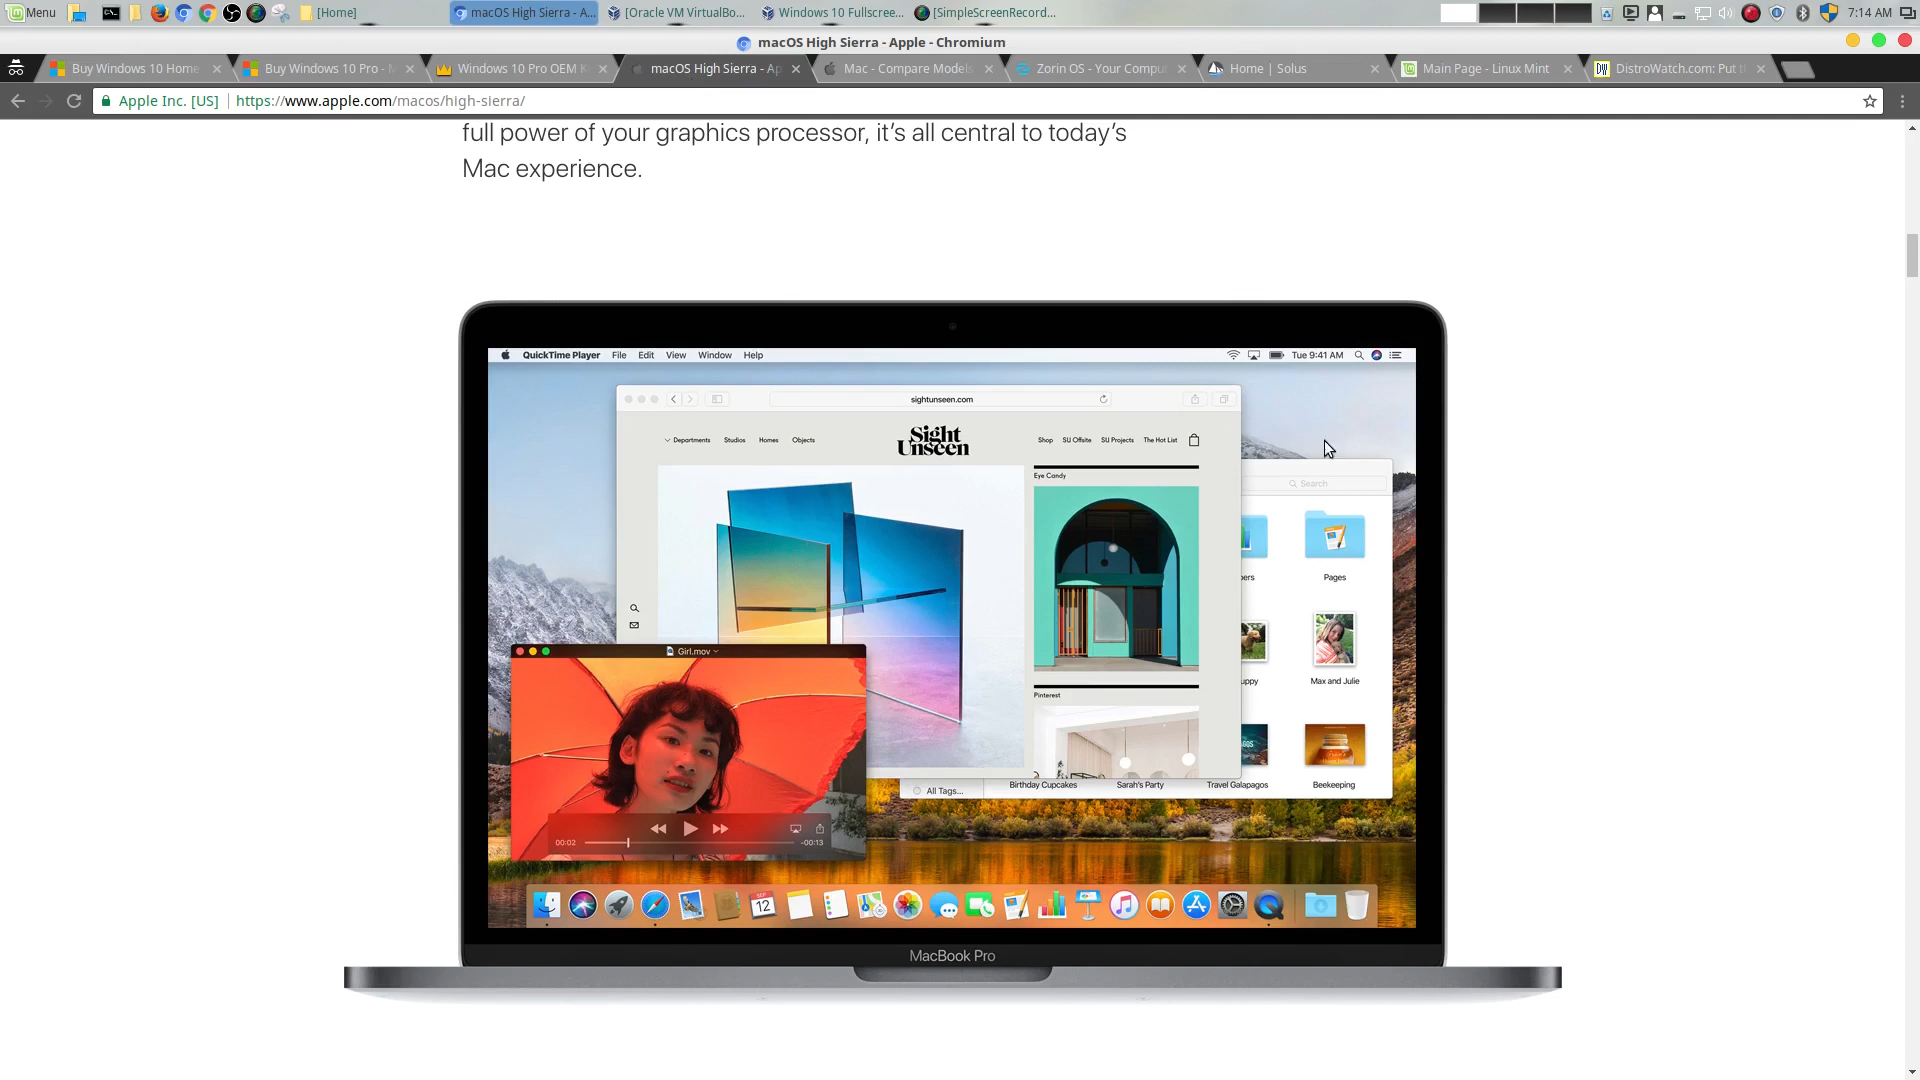 Menu
[Home]
macOS High Sierra - A...
[Oracle VM VirtualBo...
Windows 10 Fullscree...
[SimpleScreenRecord...
7:14 AM
macOS High Sierra - Apple - Chromium
Buy Windows 10 Home
Buy Windows 10 Pro -
Windows 10 Pro OEM
macOS High Sierra - Ap
Mac - Compare Models
Zorin OS - Your Compu
Home | Solus
Main Page - Linux Mint
DistroWatch.com: Put t
Apple Inc. [US]
https://www.apple.com/macos/high-sierra/
full power of your graphics processor, it’s all central to today’s
Mac experience.
QuickTime Player File Edit View Window Help
Tue 9:41 AM
sightunseen.com
Departments Studios Homes Objects
Sight
Unseen
Shop SU Offsite SU Projects The Hot List
Eye Candy
Search
bers
Pages
Girl.mov
uppy
Max and Julie
Pinterest
00:02
-00:13
All Tags...
Birthday Cupcakes
Sarah's Party
Travel Galapagos
Beekeeping
SEP
12
MacBook Pro